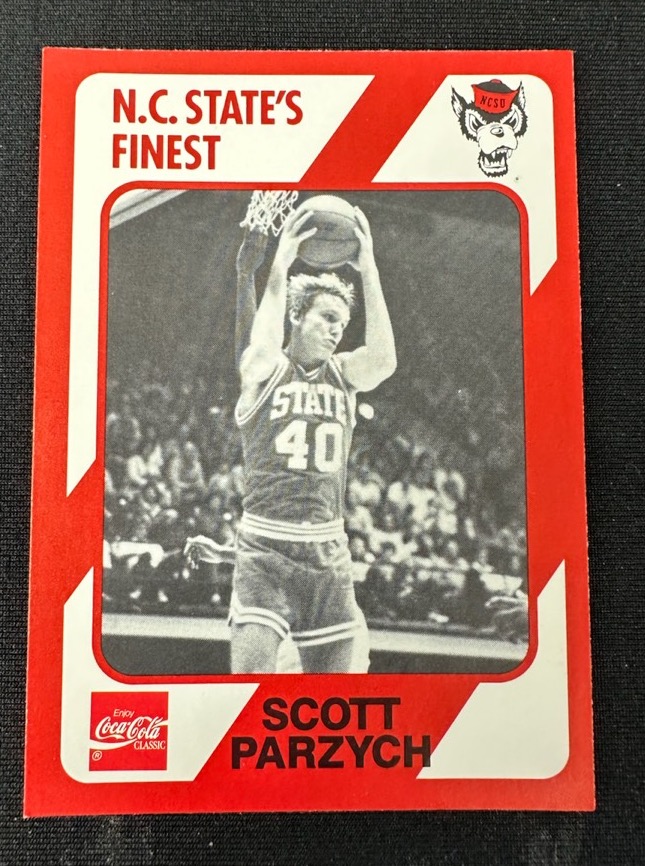 N.C. STATE'S
FINEST
NCSU
STATE
40
Enjoy
Coca-Cola
CLASSIC
®
SCOTT
PARZYCH